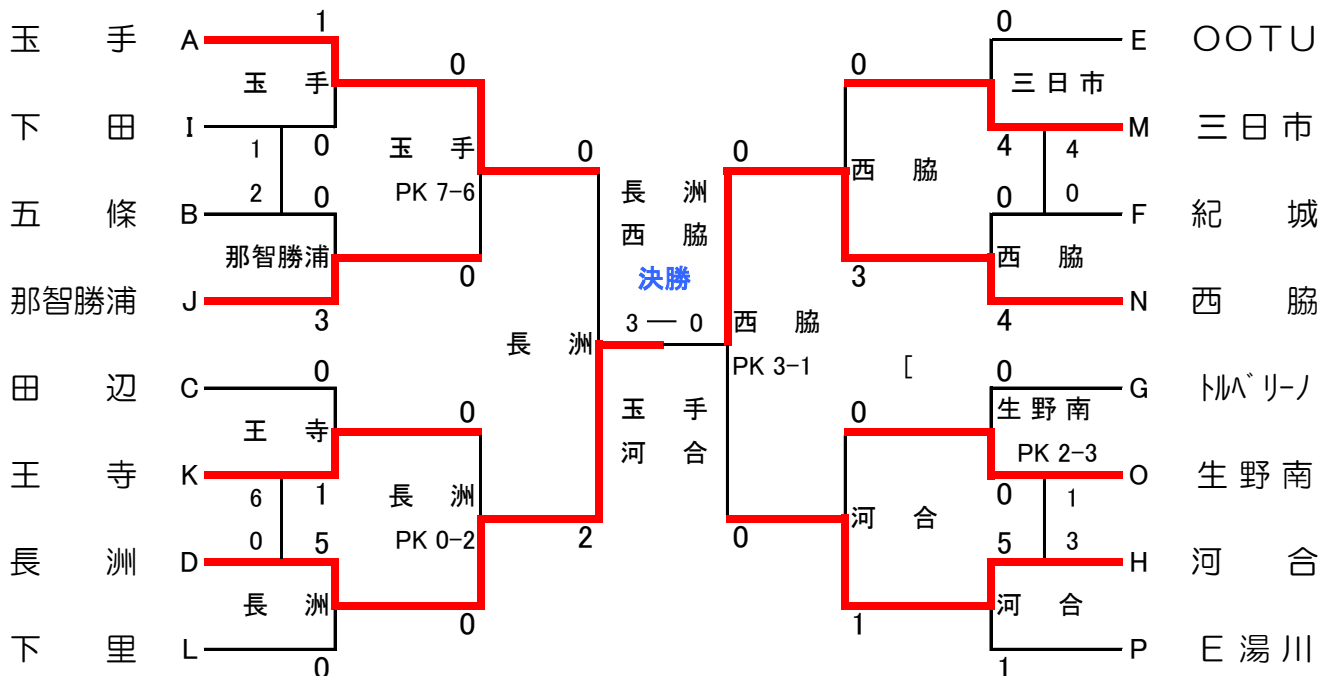 1 0
玉 手 A E OOTU
0 0
玉 手 三日市
下 田 I M 三日市
1 0 玉 手 0 0 西 脇 4 4
2 0 PK 7-6 長 洲 0 0
五 條 B 西 脇 F 紀 城
那智勝浦 0 決勝 3 西 脇
那智勝浦 J N 西 脇
3 3 — 0 西 脇 4
長 洲 PK 3-1 [
田 辺 C 0 0 G トルベリーノ
王 寺 0 玉 手 0 生野南
河 合 PK 2-3
王 寺 K O 生野南
6 1 長 洲 河 合 0 1
0 5 PK 0-2 2 0 5 3
長 洲 D H 河 合
長 洲 0 1 河 合
下 里 L P E湯川
0 1